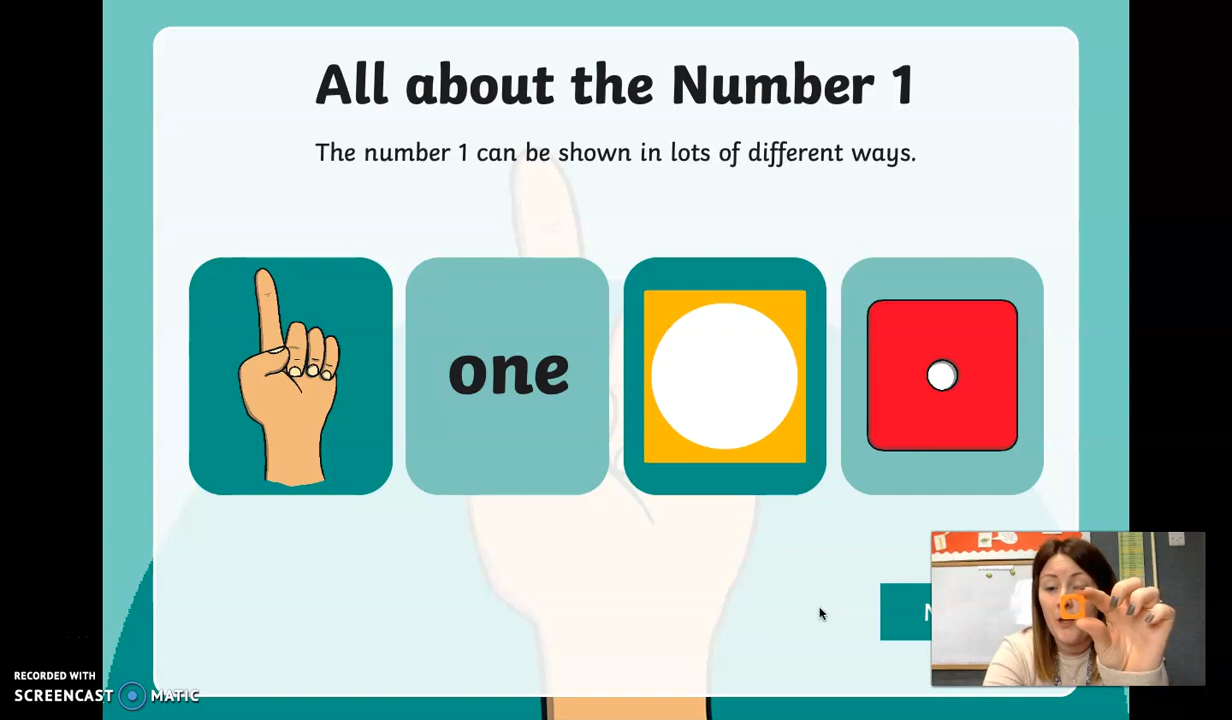 All about the Number 1
The number 1 can be shown in lots of different ways.
one
RECORDED WITH
SCREENCAST MATIC